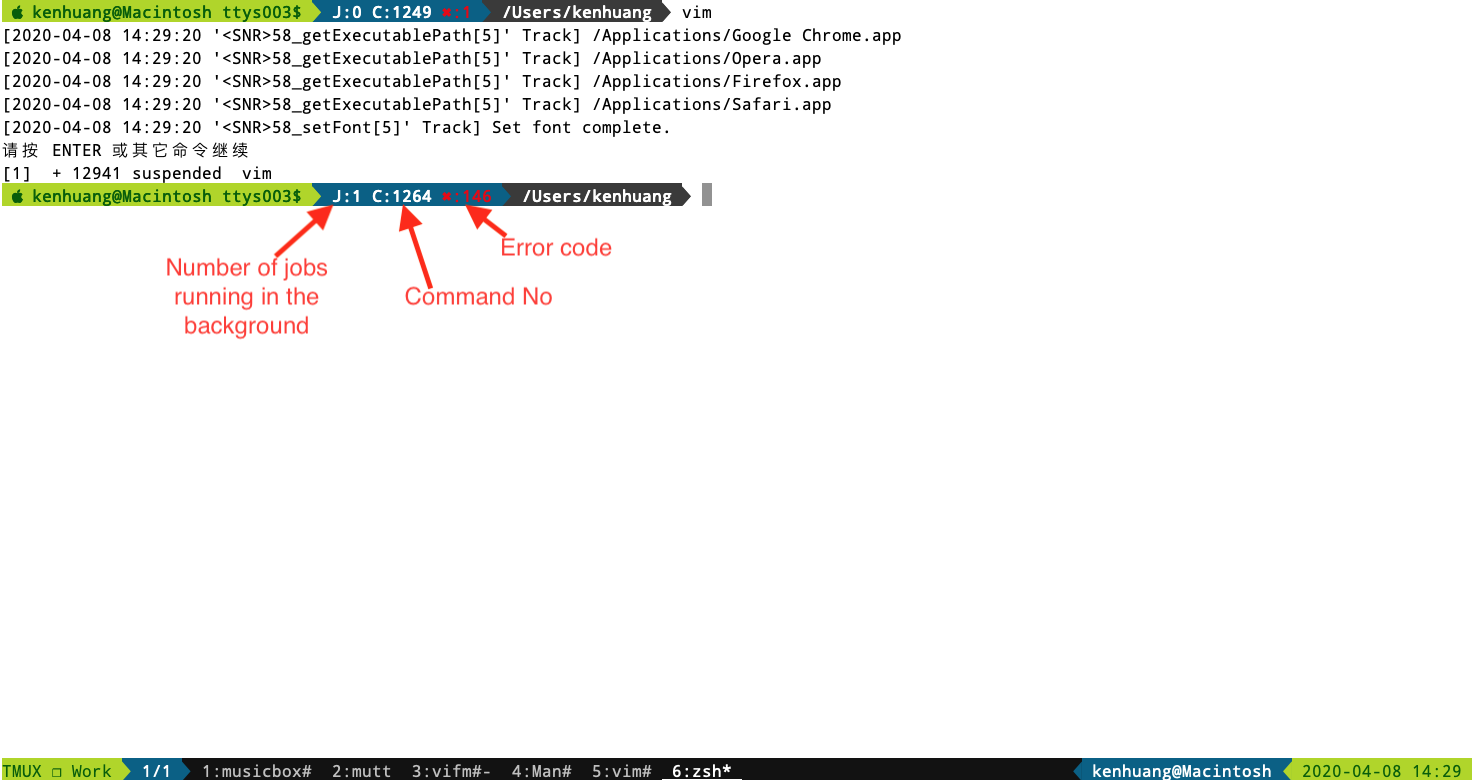 kenhuang@Macintosh ttys003$ J:0 C:1249 ✖:1 /Users/kenhuang vim
[2020-04-08 14:29:20 '<SNR>58_getExecutablePath[5]' Track] /Applications/Google Chrome.app
[2020-04-08 14:29:20 '<SNR>58_getExecutablePath[5]' Track] /Applications/Opera.app
[2020-04-08 14:29:20 '<SNR>58_getExecutablePath[5]' Track] /Applications/Firefox.app
[2020-04-08 14:29:20 '<SNR>58_getExecutablePath[5]' Track] /Applications/Safari.app
[2020-04-08 14:29:20 '<SNR>58_setFont[5]' Track] Set font complete.
请按 ENTER 或其它命令继续
[1]  + 12941 suspended  vim
kenhuang@Macintosh ttys003$ J:1 C:1264 ✖:146 /Users/kenhuang
Error code
Number of jobs
running in the
background
Command No
TMUX ❐ Work 1/1 1:musicbox# 2:mutt 3:vifm#- 4:Man# 5:vim# 6:zsh* kenhuang@Macintosh 2020-04-08 14:29